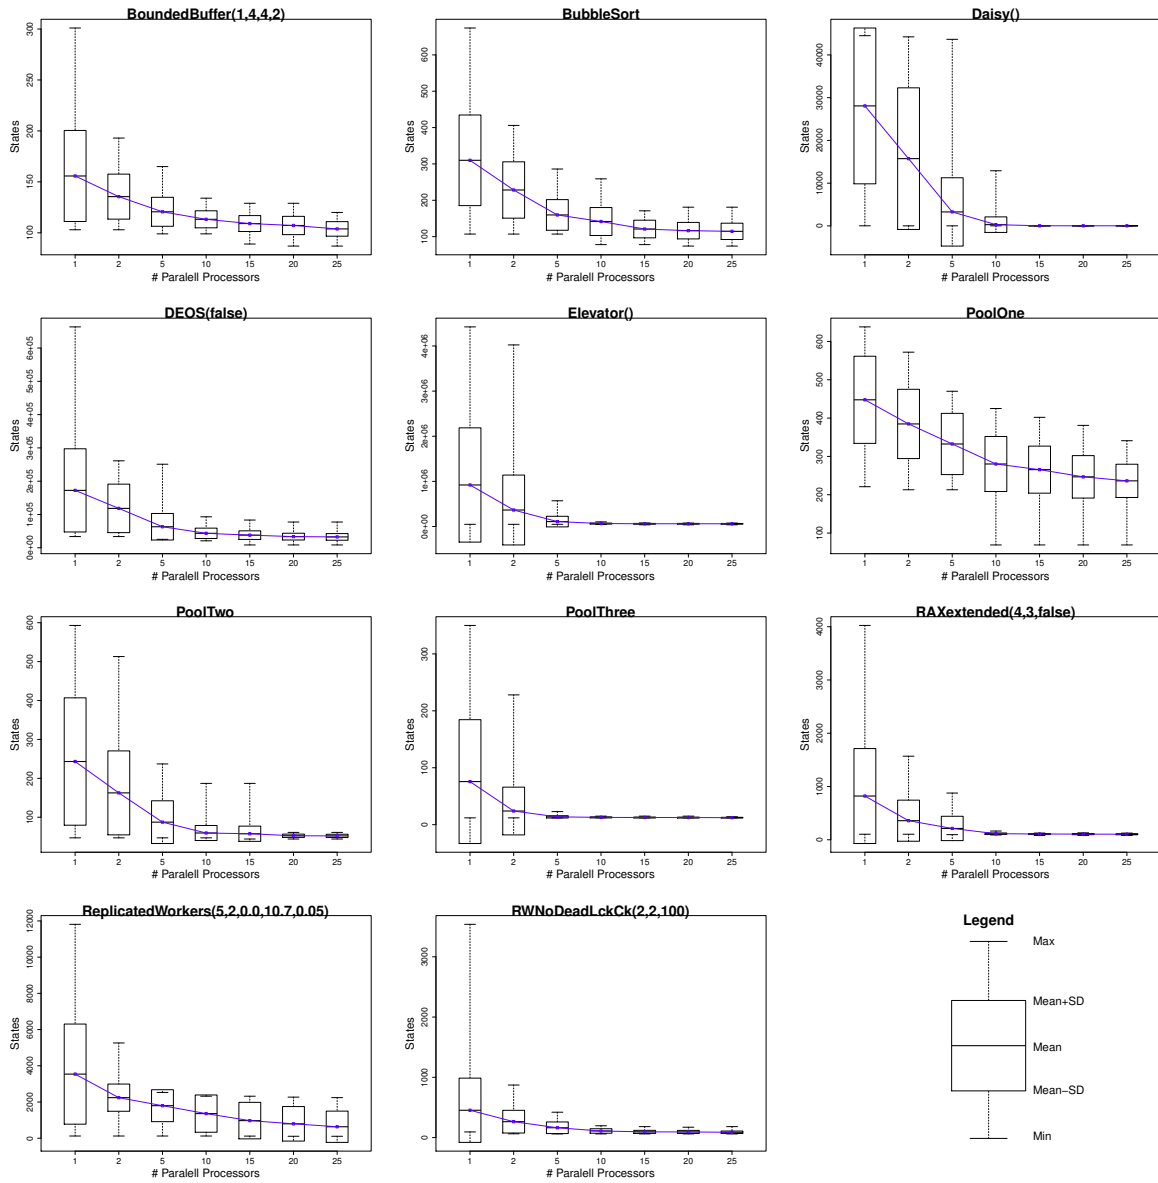 BoundedBuffer(1,4,4,2)
States
100 150 200 250 300
1 2 5 10 15 20 25
# Paralell Processors
BubbleSort
States
100 200 300 400 500 600
1 2 5 10 15 20 25
# Paralell Processors
Daisy()
States
0 10000 20000 30000 40000
1 2 5 10 15 20 25
# Paralell Processors
DEOS(false)
States
0e+00 1e+05 2e+05 3e+05 4e+05 5e+05 6e+05
1 2 5 10 15 20 25
# Paralell Processors
Elevator()
States
0e+00 1e+06 2e+06 3e+06 4e+06
1 2 5 10 15 20 25
# Paralell Processors
PoolOne
States
100 200 300 400 500 600
1 2 5 10 15 20 25
# Paralell Processors
PoolTwo
States
100 200 300 400 500 600
1 2 5 10 15 20 25
# Paralell Processors
PoolThree
States
0 100 200 300
1 2 5 10 15 20 25
# Paralell Processors
RAXextended(4,3,false)
States
0 1000 2000 3000 4000
1 2 5 10 15 20 25
# Paralell Processors
ReplicatedWorkers(5,2,0.0,10.7,0.05)
States
0 2000 4000 6000 8000 10000 12000
1 2 5 10 15 20 25
# Paralell Processors
RWNoDeadLckCk(2,2,100)
States
0 1000 2000 3000
1 2 5 10 15 20 25
# Paralell Processors
Legend
Max
Mean+SD
Mean
Mean−SD
Min